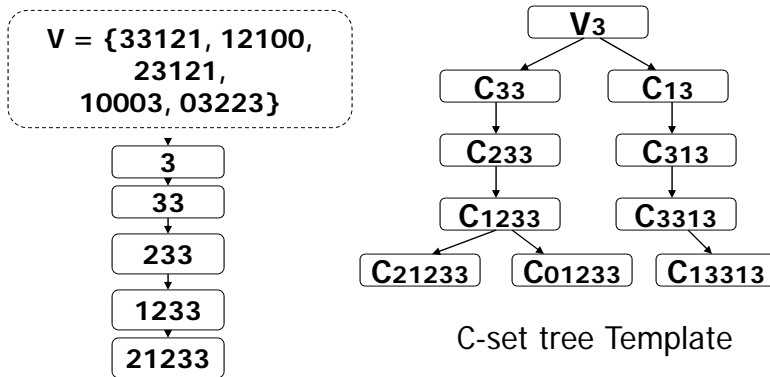 V = {33121, 12100,
23121,
10003, 03223}
3
33
233
1233
21233
V3
C33 C13
C233 C313
C1233 C3313
C21233 C01233 C13313
C-set tree Template